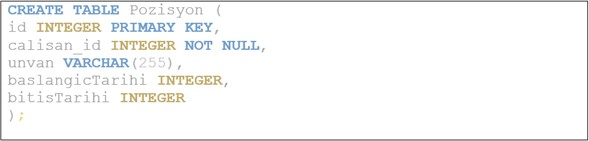 CREATE TABLE Pozisyon (
id INTEGER PRIMARY KEY,
calisan_id INTEGER NOT NULL,
unvan VARCHAR(255),
baslangicTarihi INTEGER,
bitisTarihi INTEGER
);